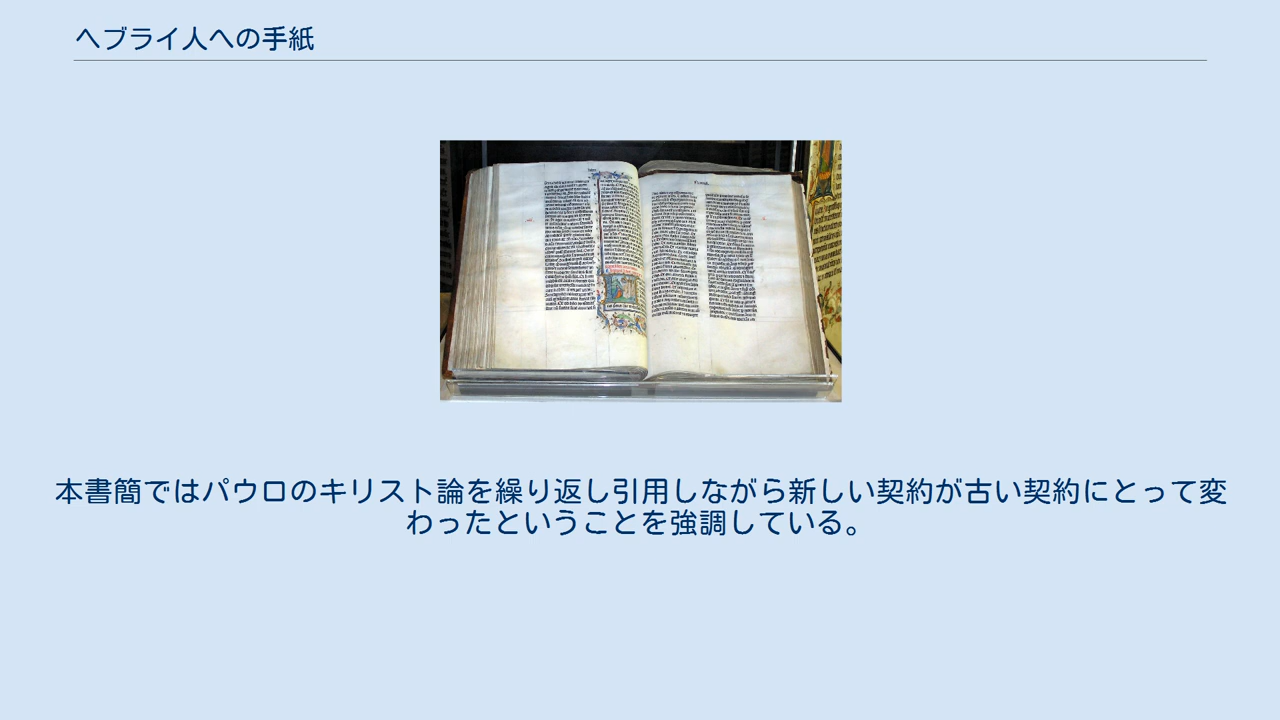 ヘブライ人への手紙
本書簡ではパウロのキリスト論を繰り返し引用しながら新しい契約が古い契約にとって変
わったということを強調している。